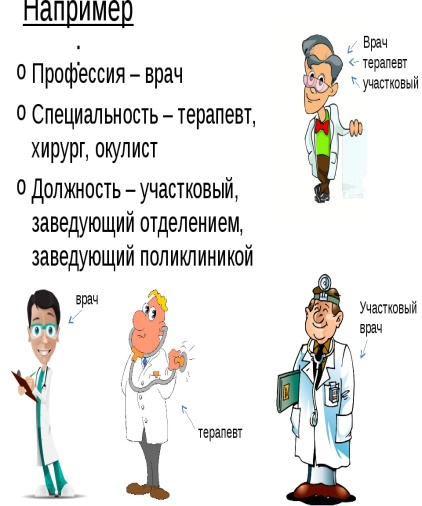 Например
:
o Профессия – врач
o Специальность – терапевт,
хирург, окулист
o Должность – участковый,
заведующий отделением,
заведующий поликлиникой
Врач
терапевт
участковый
врач
терапевт
Участковый
врач